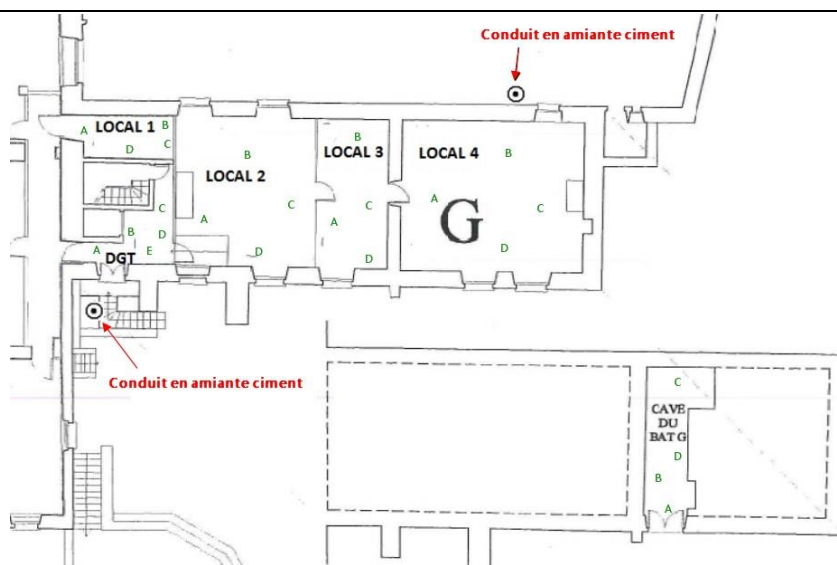 Conduit en amiante ciment
LOCAL 1
A
B
C
D
LOCAL 2
A
B
C
D
LOCAL 3
A
B
C
D
LOCAL 4
A
B
C
D
G
DGT
A
B
C
D
E
Conduit en amiante ciment
CAVE
DU
BAT G
A
B
C
D